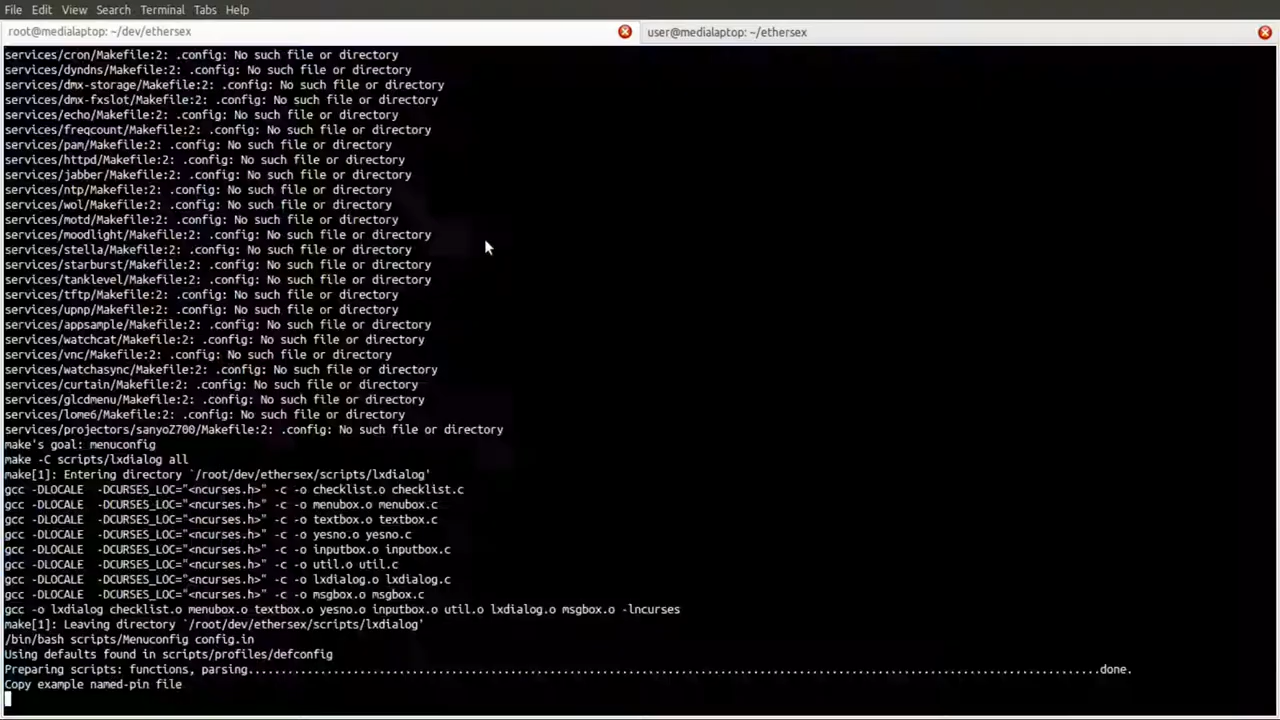 File Edit View Search Terminal Tabs Help
root@medialaptop: ~/dev/ethersex
user@medialaptop: ~/ethersex
services/cron/Makefile:2: .config: No such file or directory
services/dyndns/Makefile:2: .config: No such file or directory
services/dmx-storage/Makefile:2: .config: No such file or directory
services/dmx-fxslot/Makefile:2: .config: No such file or directory
services/echo/Makefile:2: .config: No such file or directory
services/freqcount/Makefile:2: .config: No such file or directory
services/pam/Makefile:2: .config: No such file or directory
services/httpd/Makefile:2: .config: No such file or directory
services/jabber/Makefile:2: .config: No such file or directory
services/ntp/Makefile:2: .config: No such file or directory
services/wol/Makefile:2: .config: No such file or directory
services/motd/Makefile:2: .config: No such file or directory
services/moodlight/Makefile:2: .config: No such file or directory
services/stella/Makefile:2: .config: No such file or directory
services/starburst/Makefile:2: .config: No such file or directory
services/tanklevel/Makefile:2: .config: No such file or directory
services/tftp/Makefile:2: .config: No such file or directory
services/upnp/Makefile:2: .config: No such file or directory
services/appsample/Makefile:2: .config: No such file or directory
services/watchcat/Makefile:2: .config: No such file or directory
services/vnc/Makefile:2: .config: No such file or directory
services/watchasync/Makefile:2: .config: No such file or directory
services/curtain/Makefile:2: .config: No such file or directory
services/glcdmenu/Makefile:2: .config: No such file or directory
services/lome6/Makefile:2: .config: No such file or directory
services/projectors/sanyoZ700/Makefile:2: .config: No such file or directory
make's goal: menuconfig
make -C scripts/lxdialog all
make[1]: Entering directory `/root/dev/ethersex/scripts/lxdialog'
gcc -DLOCALE  -DCURSES_LOC="<ncurses.h>" -c -o checklist.o checklist.c
gcc -DLOCALE  -DCURSES_LOC="<ncurses.h>" -c -o menubox.o menubox.c
gcc -DLOCALE  -DCURSES_LOC="<ncurses.h>" -c -o textbox.o textbox.c
gcc -DLOCALE  -DCURSES_LOC="<ncurses.h>" -c -o yesno.o yesno.c
gcc -DLOCALE  -DCURSES_LOC="<ncurses.h>" -c -o inputbox.o inputbox.c
gcc -DLOCALE  -DCURSES_LOC="<ncurses.h>" -c -o util.o util.c
gcc -DLOCALE  -DCURSES_LOC="<ncurses.h>" -c -o lxdialog.o lxdialog.c
gcc -DLOCALE  -DCURSES_LOC="<ncurses.h>" -c -o msgbox.o msgbox.c
gcc -o lxdialog checklist.o menubox.o textbox.o yesno.o inputbox.o util.o lxdialog.o msgbox.o -lncurses
make[1]: Leaving directory `/root/dev/ethersex/scripts/lxdialog'
/bin/bash scripts/Menuconfig config.in
Using defaults found in scripts/profiles/defconfig
Preparing scripts: functions, parsing.................................................................................................................................done.
Copy example named-pin file